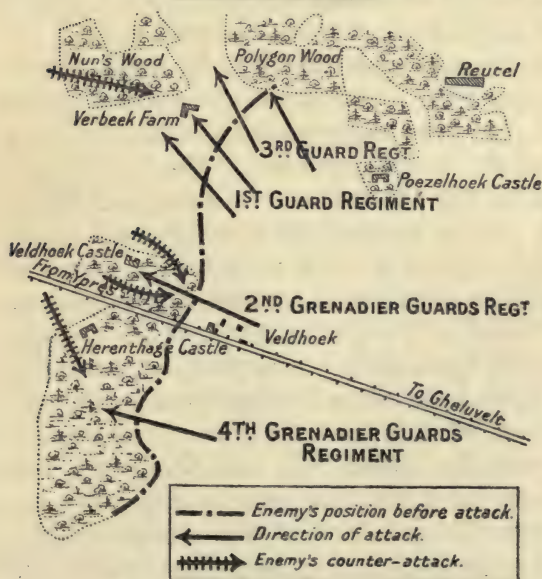 Nun's Wood
Polygon Wood
Reutel
Verbeek Farm
3RD GUARD REGT
Poezelhoek Castle
1ST GUARD REGIMENT
Veldhoek Castle
From Ypres
2ND GRENADIER GUARDS REGT
Veldhoek
Herenthage Castle
To Gheluvelt
4TH GRENADIER GUARDS
REGIMENT
Enemy's position before attack.
Direction of attack.
Enemy's counter-attack.